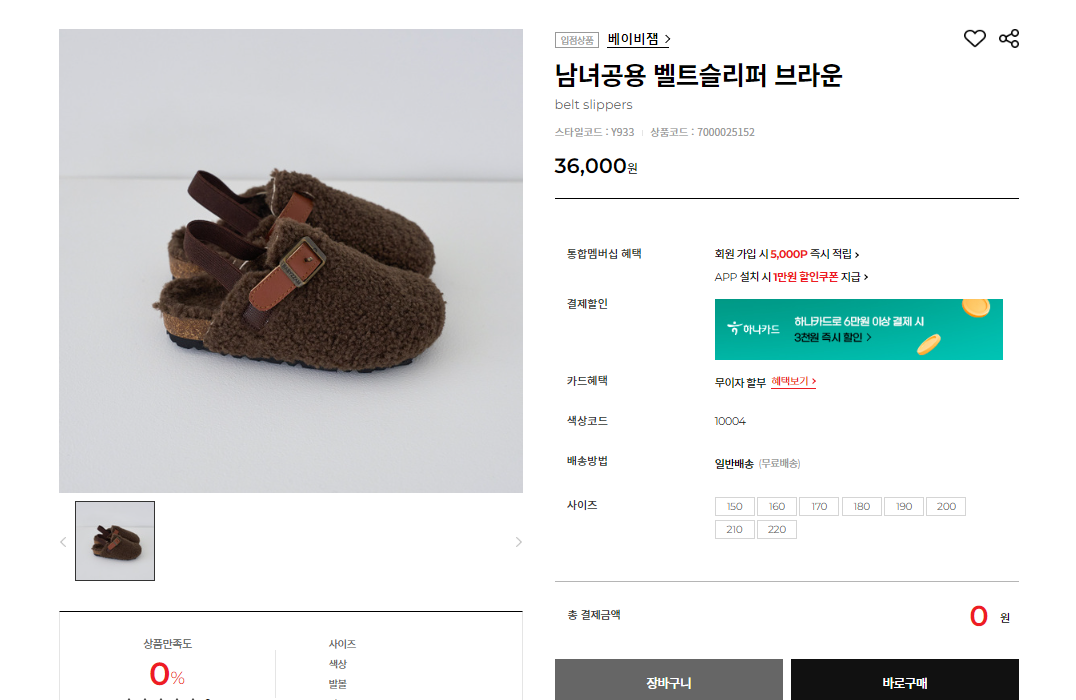 입점상품 베이비잼
남녀공용 벨트슬리퍼 브라운
belt slippers
스타일코드 : Y933 상품코드 : 7000025152
36,000원
통합멤버십 혜택
회원 가입 시 5,000P 즉시 적립
APP 설치 시 1만원 할인쿠폰 지급
결제할인
하나카드
하나카드로 6만원 이상 결제 시
3천원 즉시 할인
카드혜택
무이자 할부 혜택보기
색상코드
10004
배송방법
일반배송 (무료배송)
사이즈
150 160 170 180 190 200
210 220
총 결제금액
0 원
장바구니 바로구매
상품만족도
0%
사이즈
색상
발볼